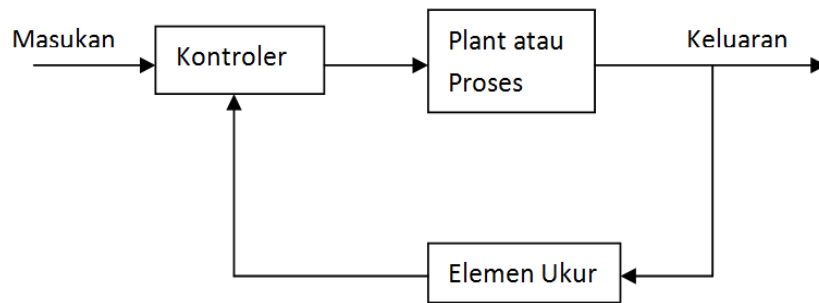 Masukan
Kontroler
Plant atau
Proses
Keluaran
Elemen Ukur